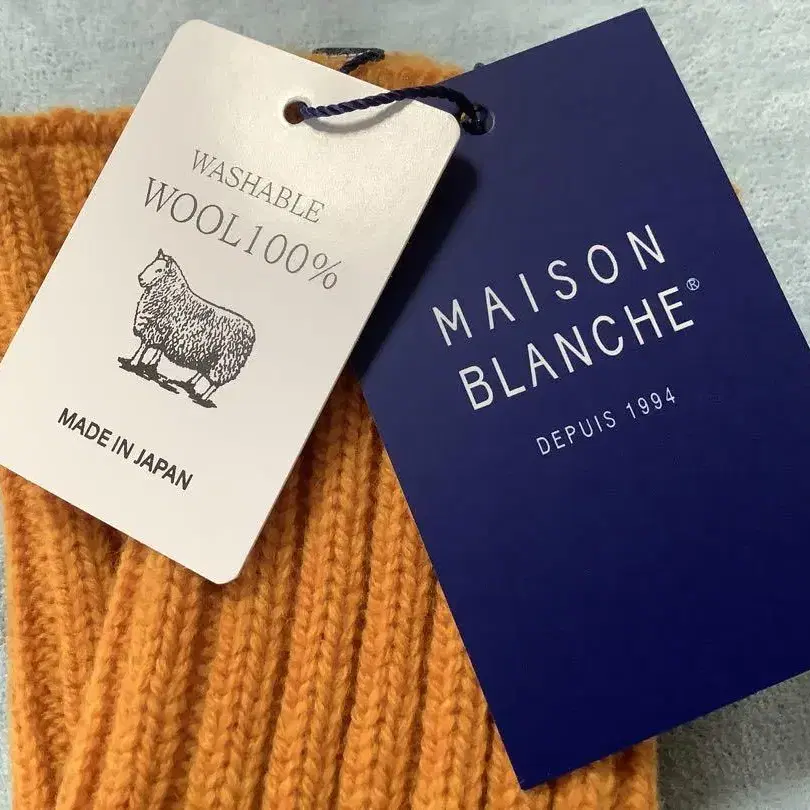 WASHABLE
WOOL100%
MADE IN JAPAN
MAISON
BLANCHE®
DEPUIS 1994